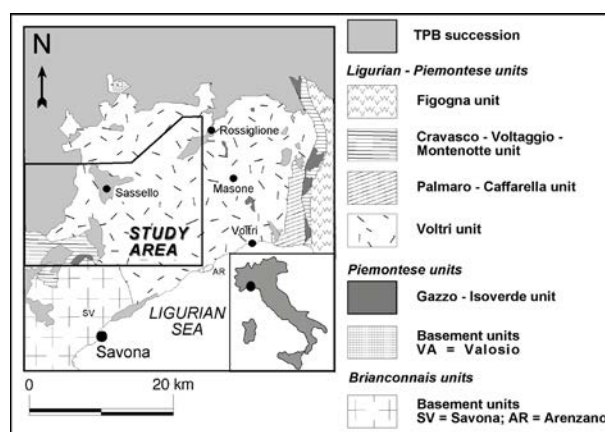 N
Rossiglione
Masone
Sassello
STUDY
AREA
Voltri
AR
LIGURIAN
SEA
SV
Savona
0
20 km
TPB succession
Ligurian - Piemontese units
Figogna unit
Cravasco - Voltaggio -
Montenotte unit
Palmaro - Caffarella unit
Voltri unit
Piemontese units
Gazzo - Isoverde unit
Basement units
VA = Valosio
Brianconnais units
Basement units
SV = Savona; AR = Arenzano